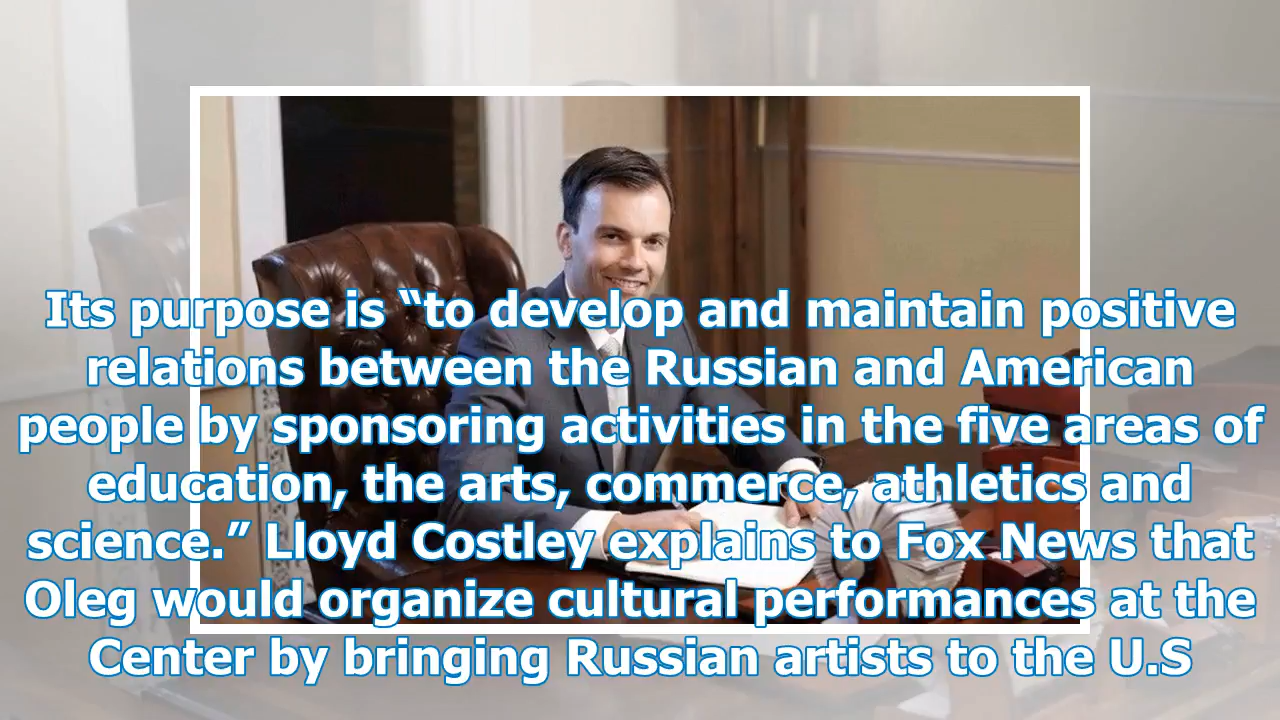 Its purpose is “to develop and maintain positive
relations between the Russian and American
people by sponsoring activities in the five areas of
education, the arts, commerce, athletics and
science.” Lloyd Costley explains to Fox News that
Oleg would organize cultural performances at the
Center by bringing Russian artists to the U.S